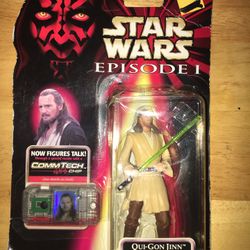 STAR WARS
EPISODE I
NOW FIGURES TALK!
COMMTECH
CHIP
QUI-GON JINN